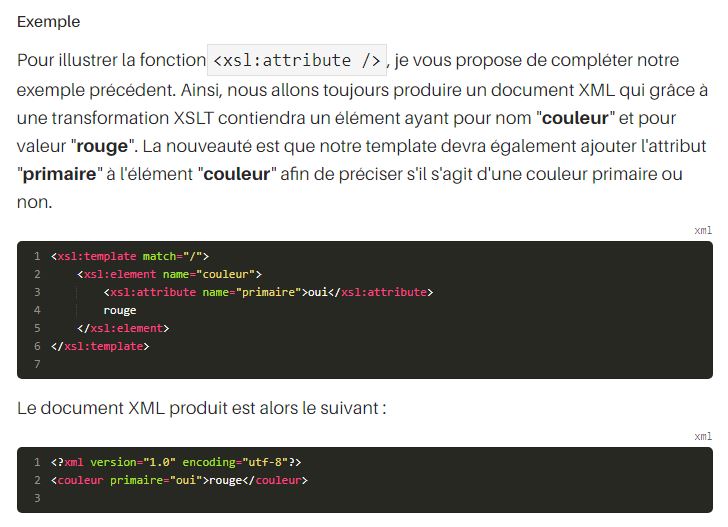 Exemple
Pour illustrer la fonction <xsl:attribute />, je vous propose de compléter notre
exemple précédent. Ainsi, nous allons toujours produire un document XML qui grâce à
une transformation XSLT contiendra un élément ayant pour nom "couleur" et pour
valeur "rouge". La nouveauté est que notre template devra également ajouter l'attribut
"primaire" à l'élément "couleur" afin de préciser s'il s'agit d'une couleur primaire ou
non.
xml
1 <xsl:template match="/">
2     <xsl:element name="couleur">
3         <xsl:attribute name="primaire">oui</xsl:attribute>
4         rouge
5     </xsl:element>
6 </xsl:template>
7
Le document XML produit est alors le suivant :
xml
1 <?xml version="1.0" encoding="utf-8"?>
2 <couleur primaire="oui">rouge</couleur>
3